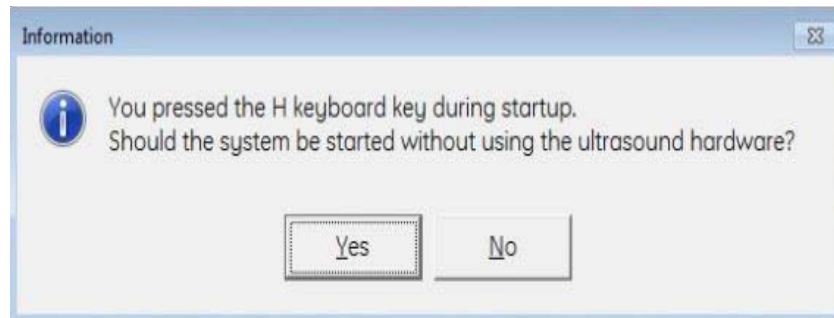 Information
You pressed the H keyboard key during startup.
Should the system be started without using the ultrasound hardware?
Yes
No